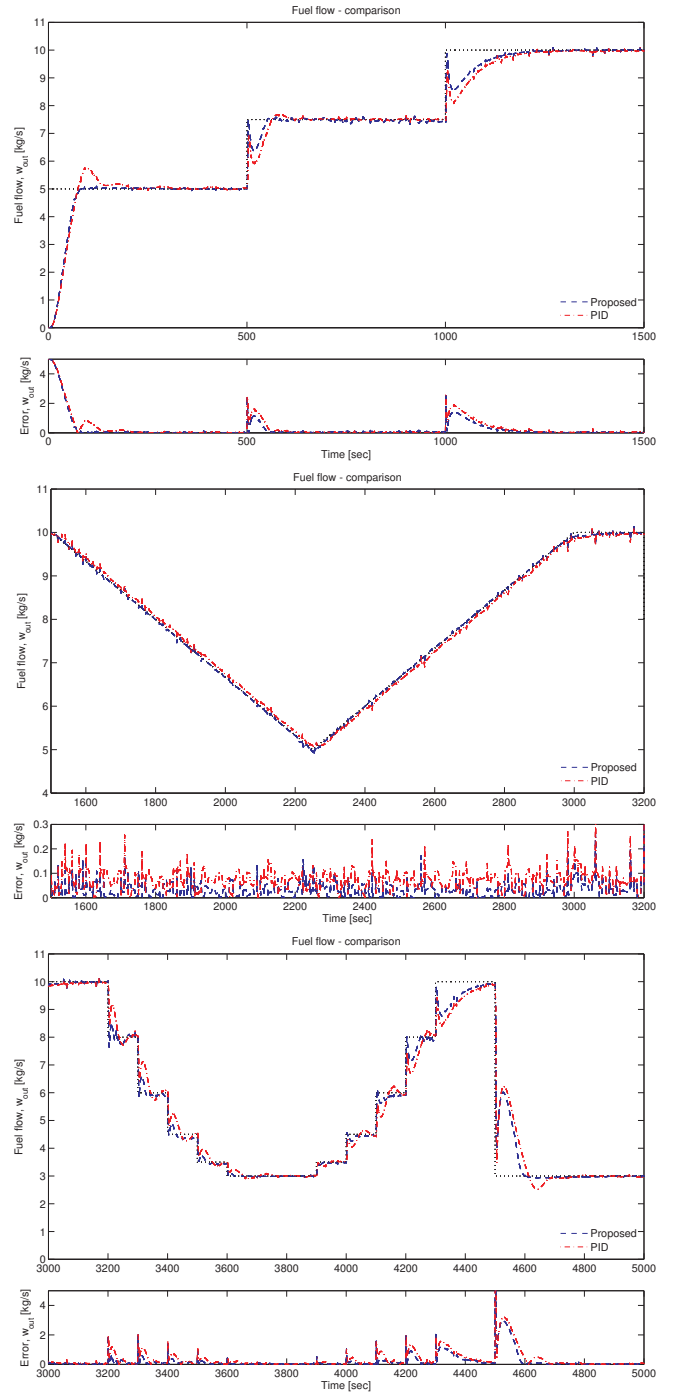 Fuel flow - comparison
11
10
9
8
7
6
5
4
3
2
1
0
Fuel flow, w_out [kg/s]
Proposed
PID
0 500 1000 1500
4
2
0
Error, w_out [kg/s]
0 500 1000 1500
Time [sec]
Fuel flow - comparison
11
10
9
8
7
6
5
4
Fuel flow, w_out [kg/s]
Proposed
PID
1600 1800 2000 2200 2400 2600 2800 3000 3200
0.3
0.2
0.1
0
Error, w_out [kg/s]
1600 1800 2000 2200 2400 2600 2800 3000 3200
Time [sec]
Fuel flow - comparison
11
10
9
8
7
6
5
4
3
2
1
0
Fuel flow, w_out [kg/s]
Proposed
PID
3000 3200 3400 3600 3800 4000 4200 4400 4600 4800 5000
4
2
0
Error, w_out [kg/s]
3000 3200 3400 3600 3800 4000 4200 4400 4600 4800 5000
Time [sec]